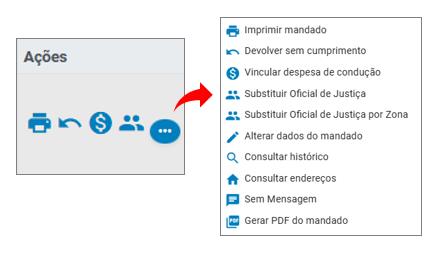 Ações
Imprimir mandado
Devolver sem cumprimento
Vincular despesa de condução
Substituir Oficial de Justiça
Substituir Oficial de Justiça por Zona
Alterar dados do mandado
Consultar histórico
Consultar endereços
Sem Mensagem
PDF Gerar PDF do mandado